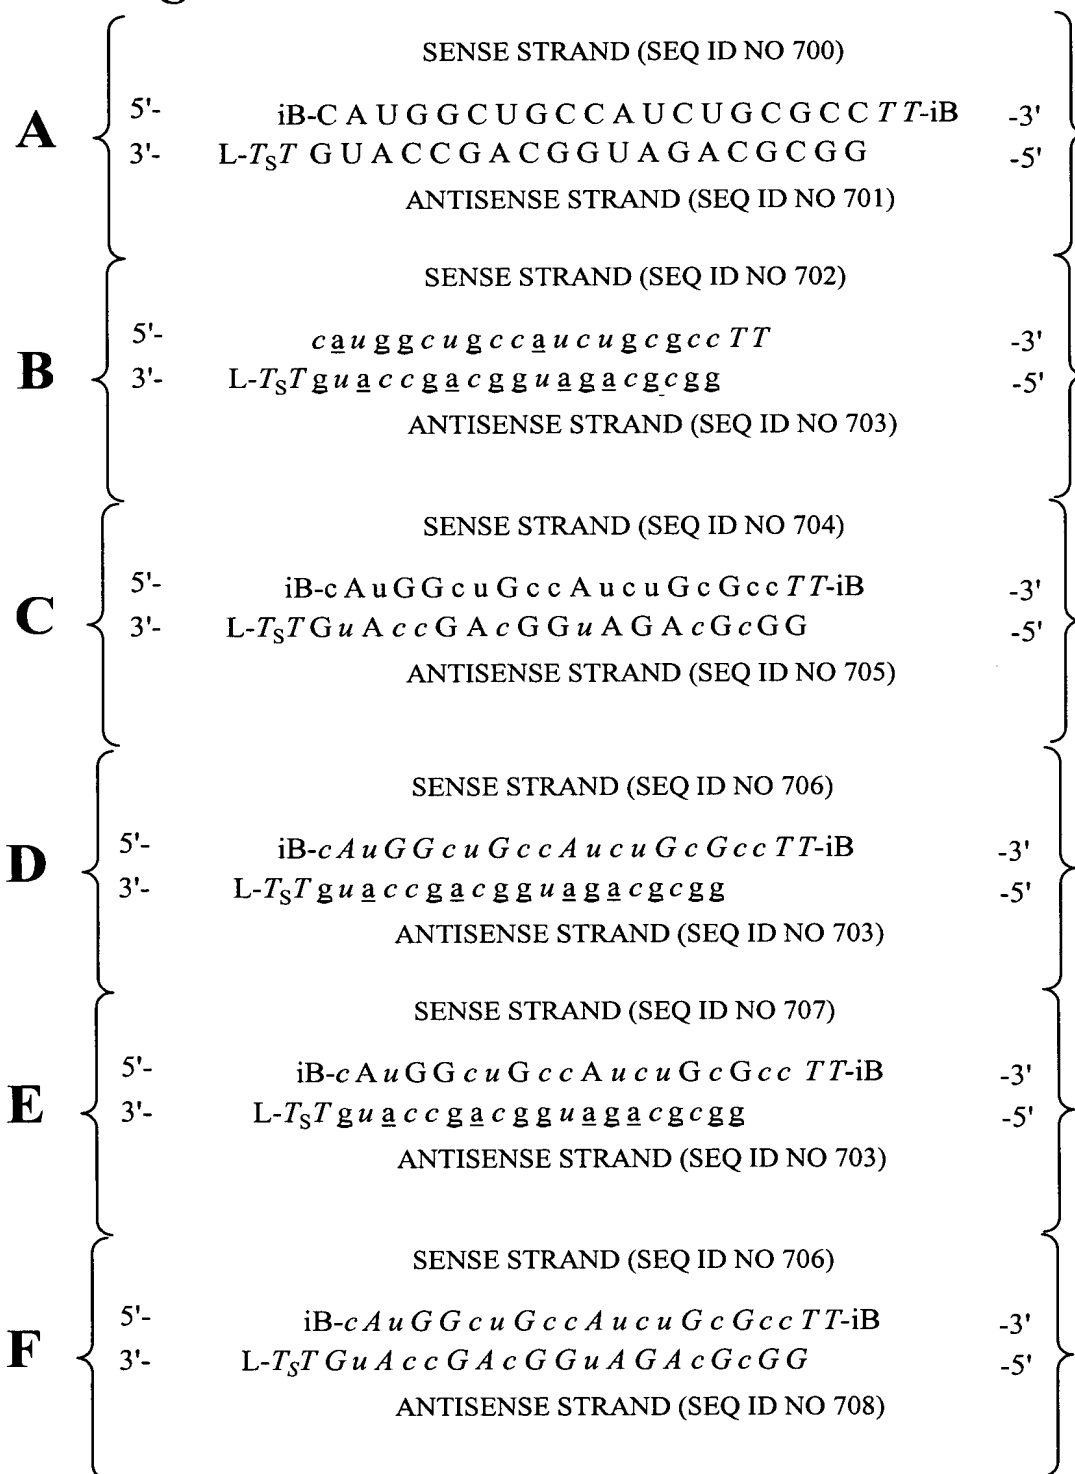 SENSE STRAND (SEQ ID NO 700)
A
5'- iB-C A U G G C U G C C A U C U G C G C C T T-iB -3'
3'- L-TST G U A C C G A C G G U A G A C G C G G -5'
ANTISENSE STRAND (SEQ ID NO 701)
SENSE STRAND (SEQ ID NO 702)
B
5'- c a u g g c u g c c a u c u g c g c c T T -3'
3'- L-TST g u a c c g a c g g u a g a c g c g g -5'
ANTISENSE STRAND (SEQ ID NO 703)
SENSE STRAND (SEQ ID NO 704)
C
5'- iB-c A u G G c u G c c A u c u G c G c c T T-iB -3'
3'- L-TST G u A c c G A c G G u A G A c G c G G -5'
ANTISENSE STRAND (SEQ ID NO 705)
SENSE STRAND (SEQ ID NO 706)
D
5'- iB-c A u G G c u G c c A u c u G c G c c T T-iB -3'
3'- L-TST g u a c c g a c g g u a g a c g c g g -5'
ANTISENSE STRAND (SEQ ID NO 703)
SENSE STRAND (SEQ ID NO 707)
E
5'- iB-c A u G G c u G c c A u c u G c G c c T T-iB -3'
3'- L-TST g u a c c g a c g g u a g a c g c g g -5'
ANTISENSE STRAND (SEQ ID NO 703)
SENSE STRAND (SEQ ID NO 706)
F
5'- iB-c A u G G c u G c c A u c u G c G c c T T-iB -3'
3'- L-TST G u A c c G A c G G u A G A c G c G G -5'
ANTISENSE STRAND (SEQ ID NO 708)